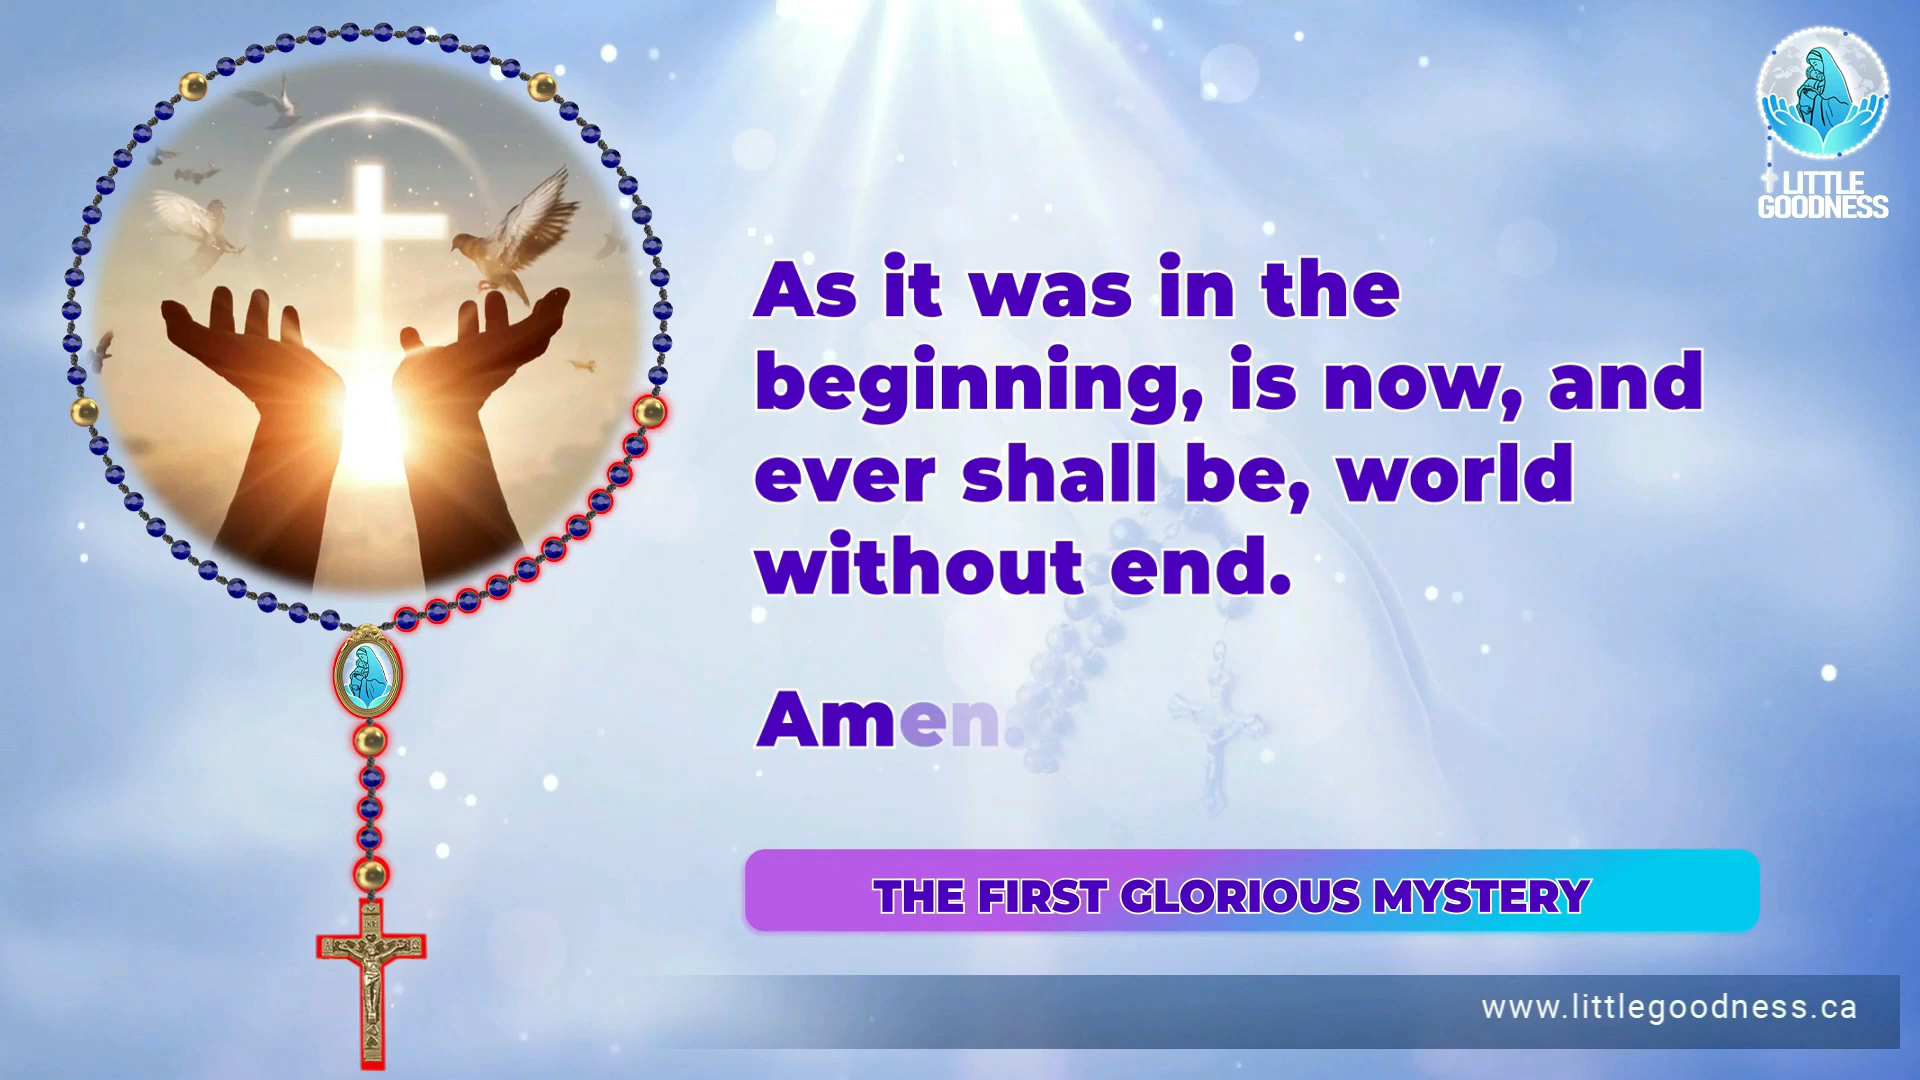 LITTLE
GOODNESS
As it was in the
beginning, is now, and
ever shall be, world
without end.
Amen.
THE FIRST GLORIOUS MYSTERY
www.littlegoodness.ca